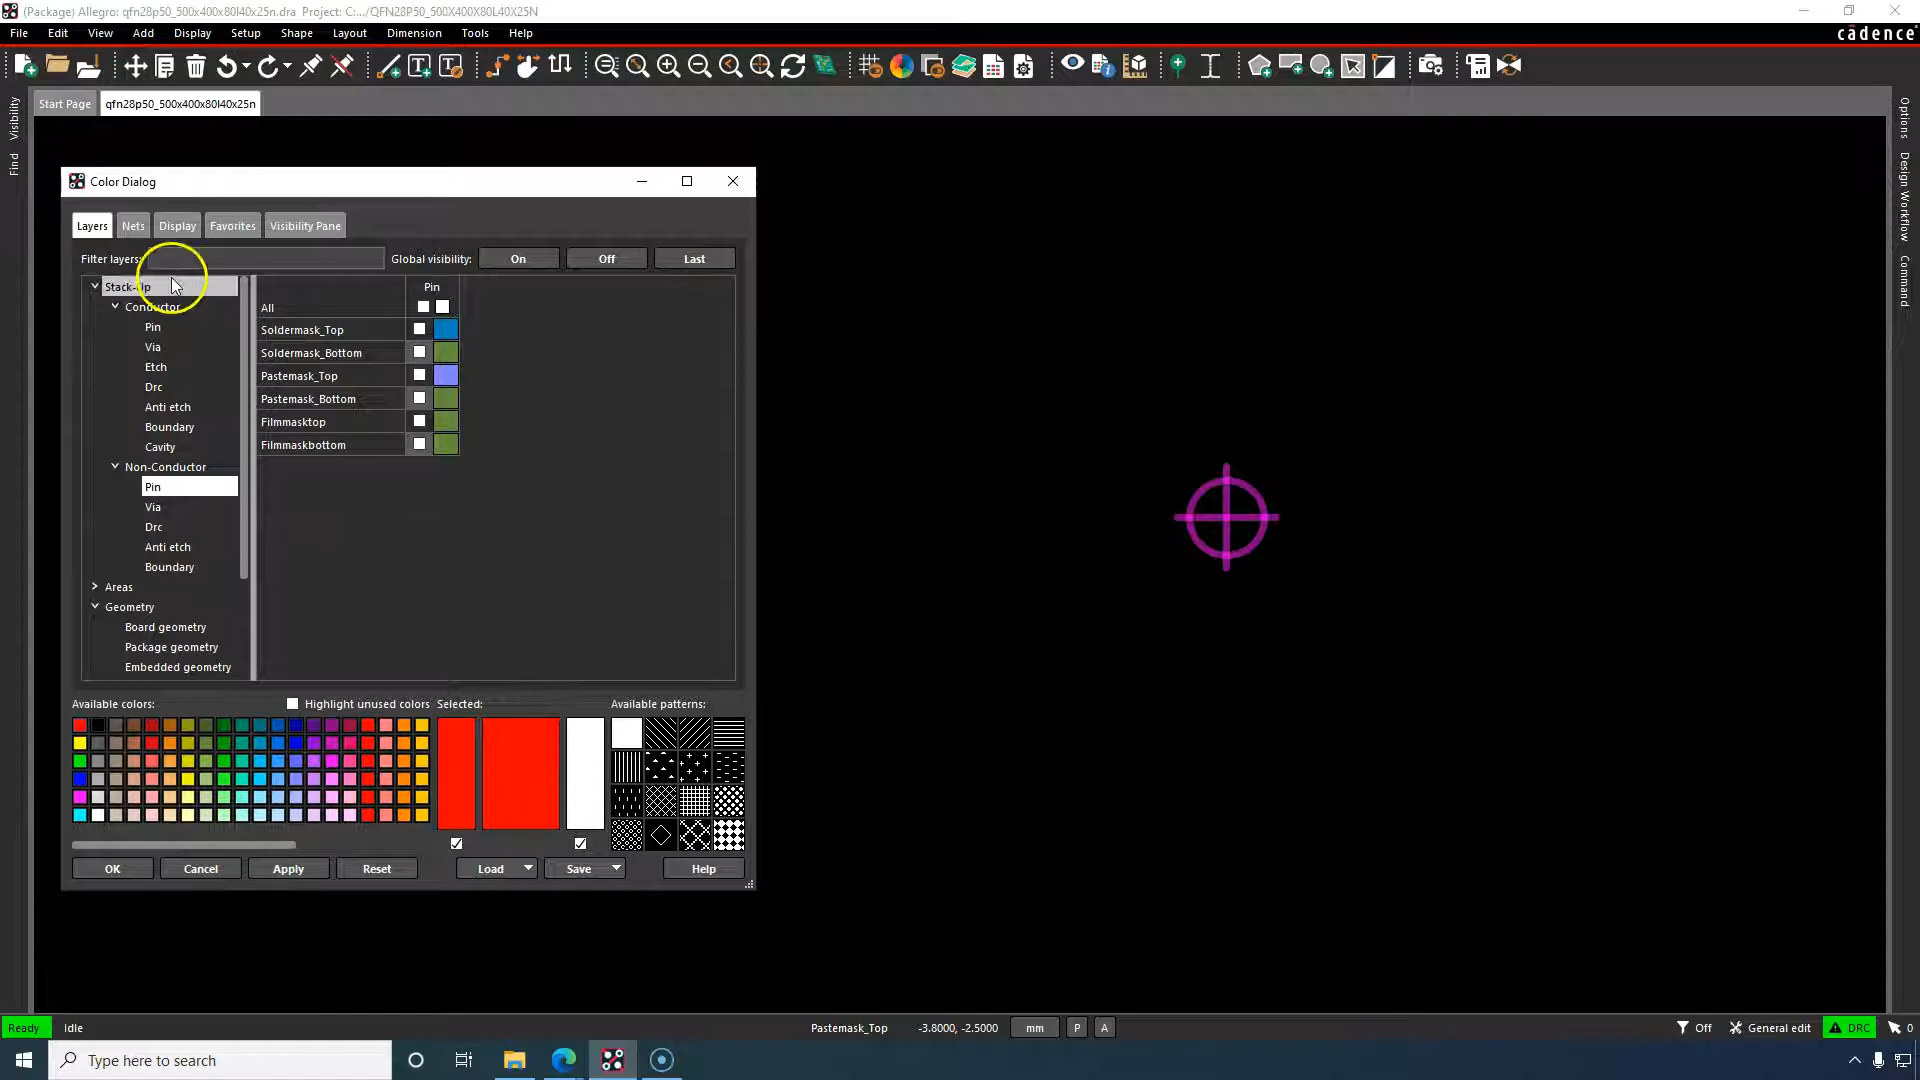 (Package) Allegro: qfn28p50_500x400x80l40x25n.dra Project: C:.../QFN28P50_500X400X80L40X25N
File Edit View Add Display Setup Shape Layout Dimension Tools Help
cadence
Start Page qfn28p50_500x400x80l40x25n
Visibility
Find
Options
Design Workflow
Command
Color Dialog
Layers Nets Display Favorites Visibility Pane
Filter layers: Global visibility: On Off Last
Stack-Up
Conductor
Pin
Via
Etch
Drc
Anti etch
Boundary
Cavity
Non-Conductor
Pin
Via
Drc
Anti etch
Boundary
Areas
Geometry
Board geometry
Package geometry
Embedded geometry
Pin
All
Soldermask_Top
Soldermask_Bottom
Pastemask_Top
Pastemask_Bottom
Filmmasktop
Filmmaskbottom
Available colors: Highlight unused colors Selected: Available patterns:
OK Cancel Apply Reset Load Save Help
Ready Idle Pastemask_Top -3.8000, -2.5000 mm P A Off General edit DRC 0
Type here to search